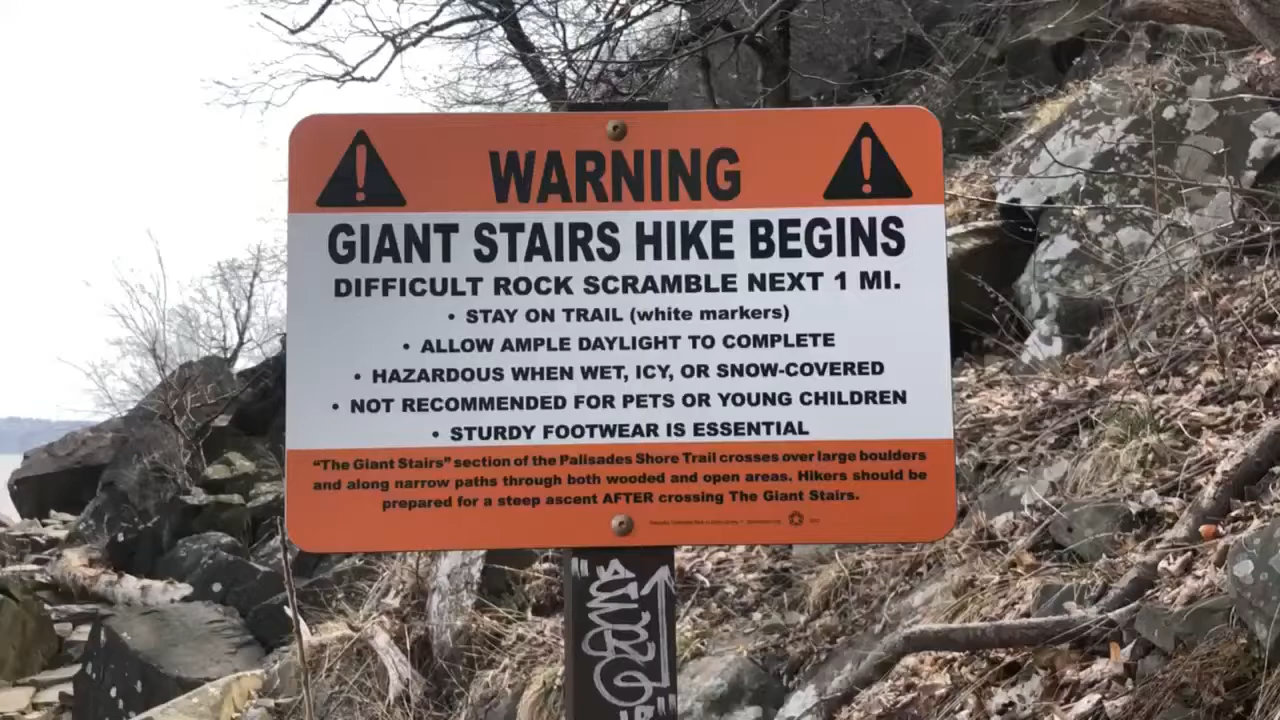 WARNING
GIANT STAIRS HIKE BEGINS
DIFFICULT ROCK SCRAMBLE NEXT 1 MI.
• STAY ON TRAIL (white markers)
• ALLOW AMPLE DAYLIGHT TO COMPLETE
• HAZARDOUS WHEN WET, ICY, OR SNOW-COVERED
• NOT RECOMMENDED FOR PETS OR YOUNG CHILDREN
• STURDY FOOTWEAR IS ESSENTIAL
“The Giant Stairs” section of the Palisades Shore Trail crosses over large boulders
and along narrow paths through both wooded and open areas. Hikers should be
prepared for a steep ascent AFTER crossing The Giant Stairs.